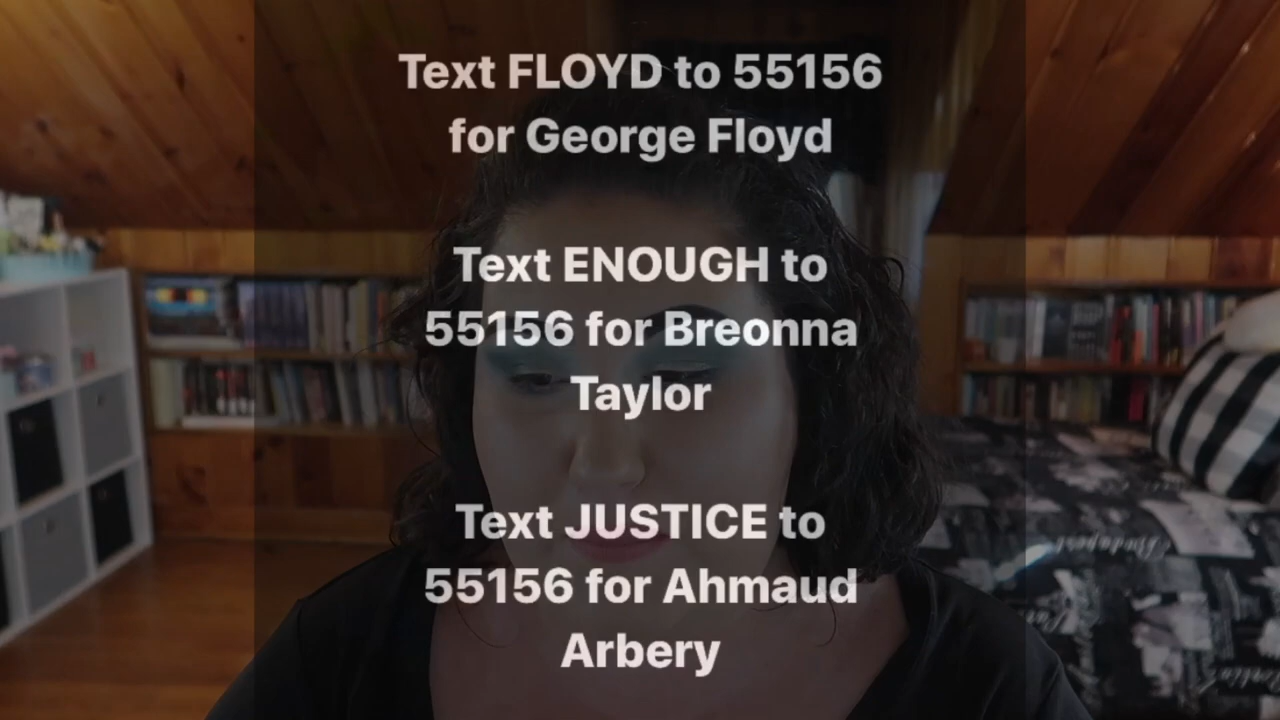 Text FLOYD to 55156
for George Floyd
Text ENOUGH to
55156 for Breonna
Taylor
Text JUSTICE to
55156 for Ahmaud
Arbery